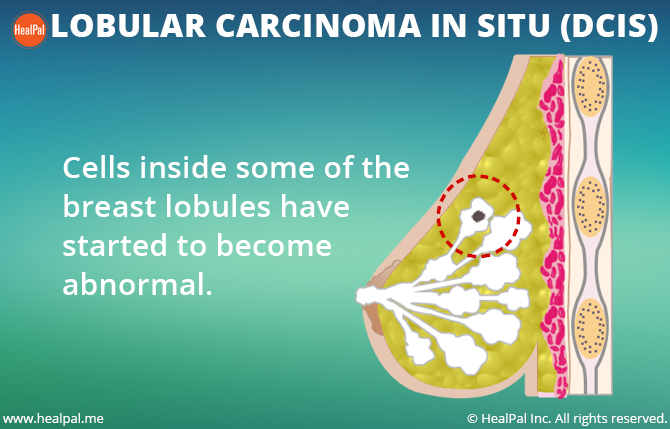 HealPal
LOBULAR CARCINOMA IN SITU (DCIS)
Cells inside some of the
breast lobules have
started to become
abnormal.
www.healpal.me
© HealPal Inc. All rights reserved.